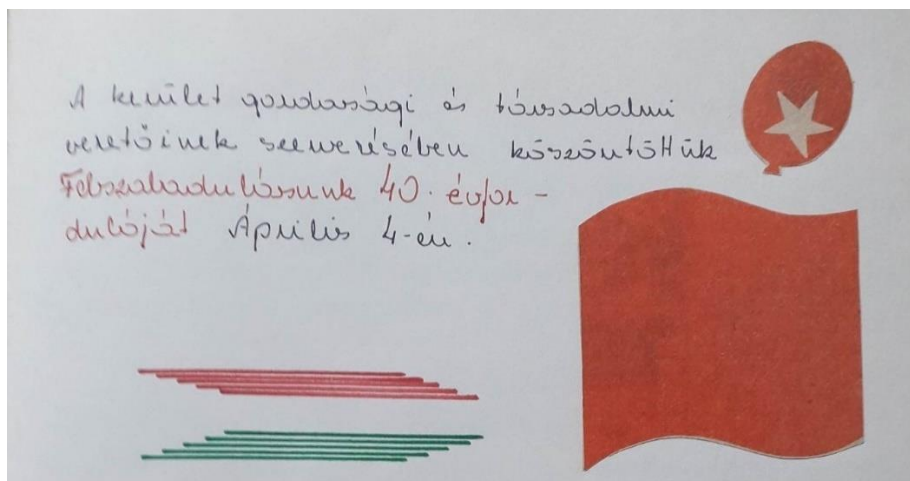 A kerület gazdasági és társadalmi
vezetőinek szervezésében köszöntöttük
Felszabadulásunk 40. évfor-
dulóját Április 4-én.